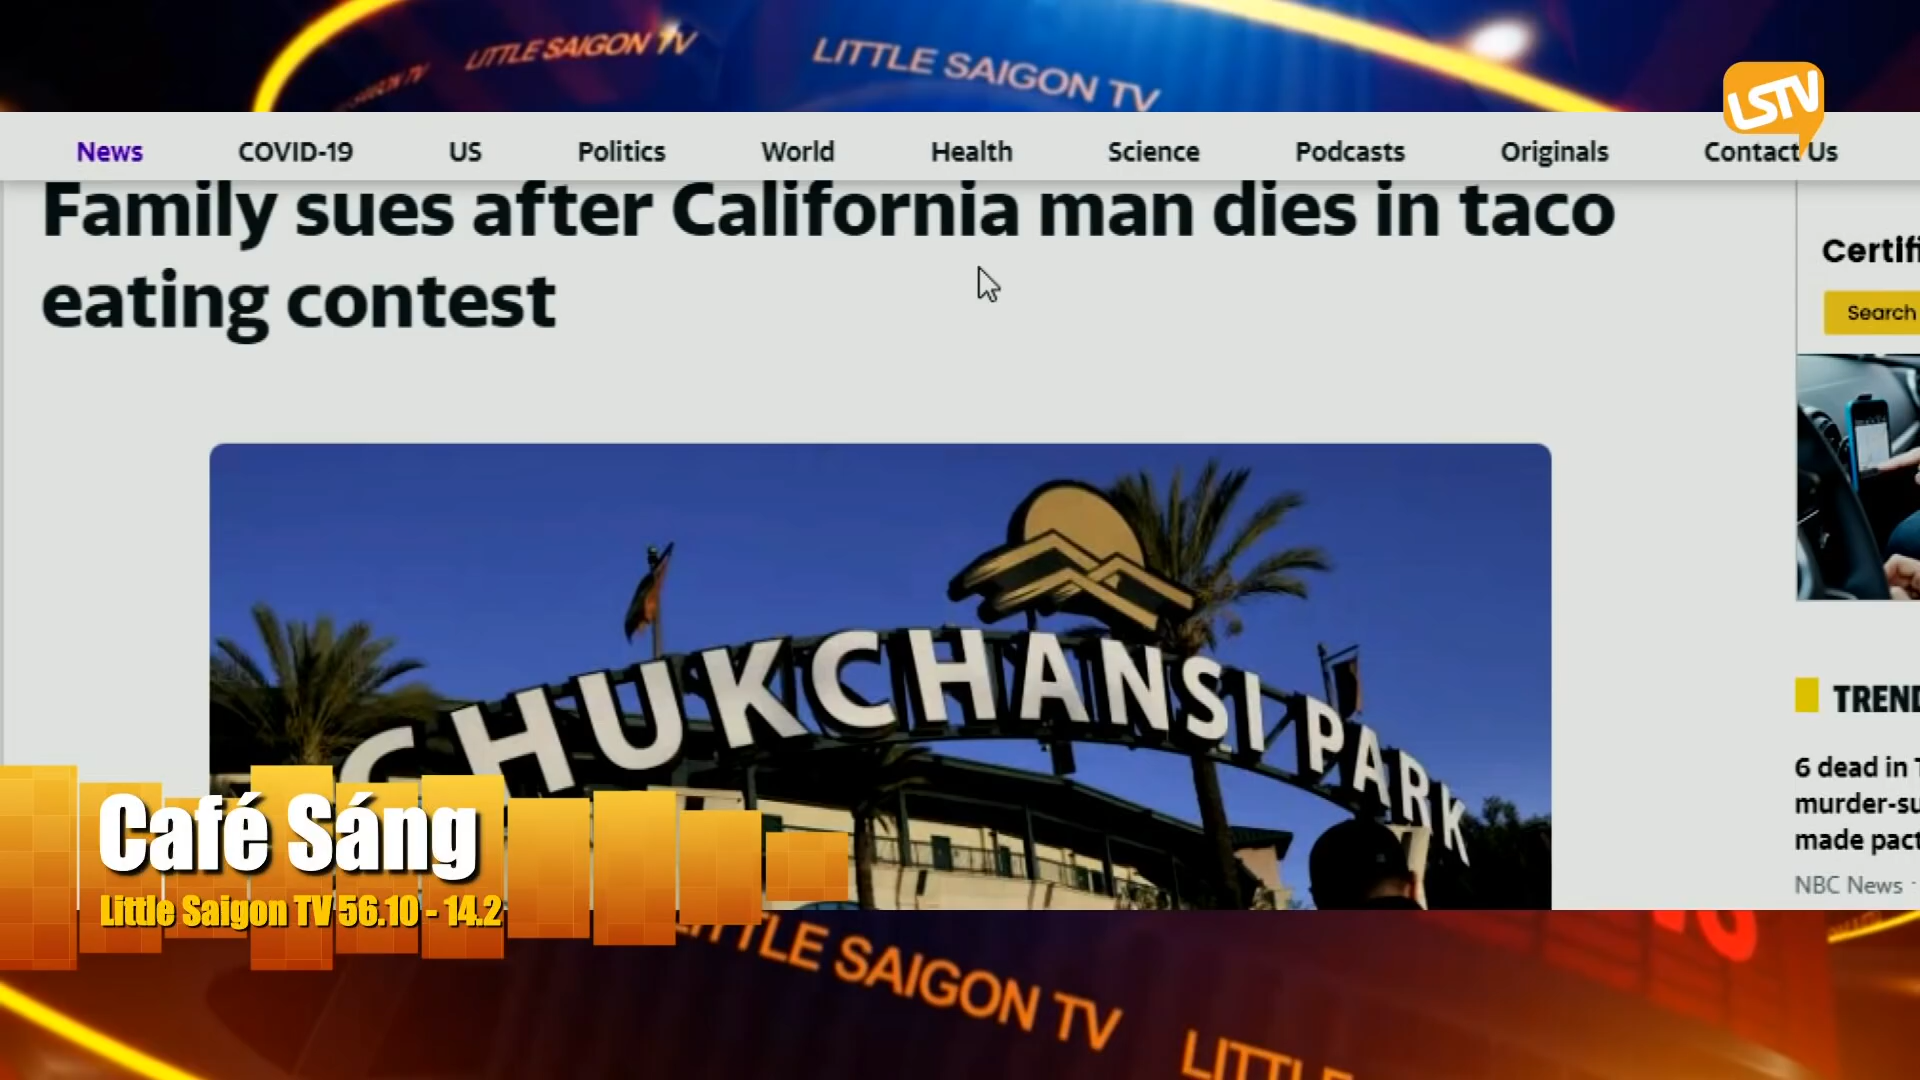 LITTLE SAIGON TV
LITTLE SAIGON TV
LSTV
News COVID-19 US Politics World Health Science Podcasts Originals Contact Us
Family sues after California man dies in taco
eating contest
Search
CHUKCHANSI PARK
6 dead in
murder-su
made pact
NBC News
Café Sáng
Little Saigon TV 56.10 - 14.2
LITTLE SAIGON TV